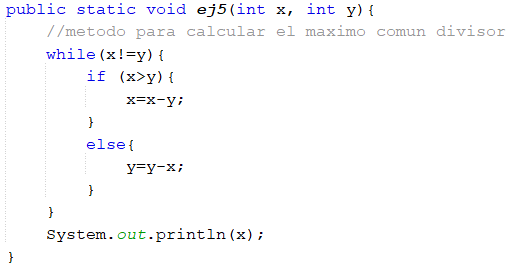 public static void ej5(int x, int y){
//metodo para calcular el maximo comun divisor
while(x!=y){
if (x>y){
x=x-y;
}
else{
y=y-x;
}
}
System.out.println(x);
}